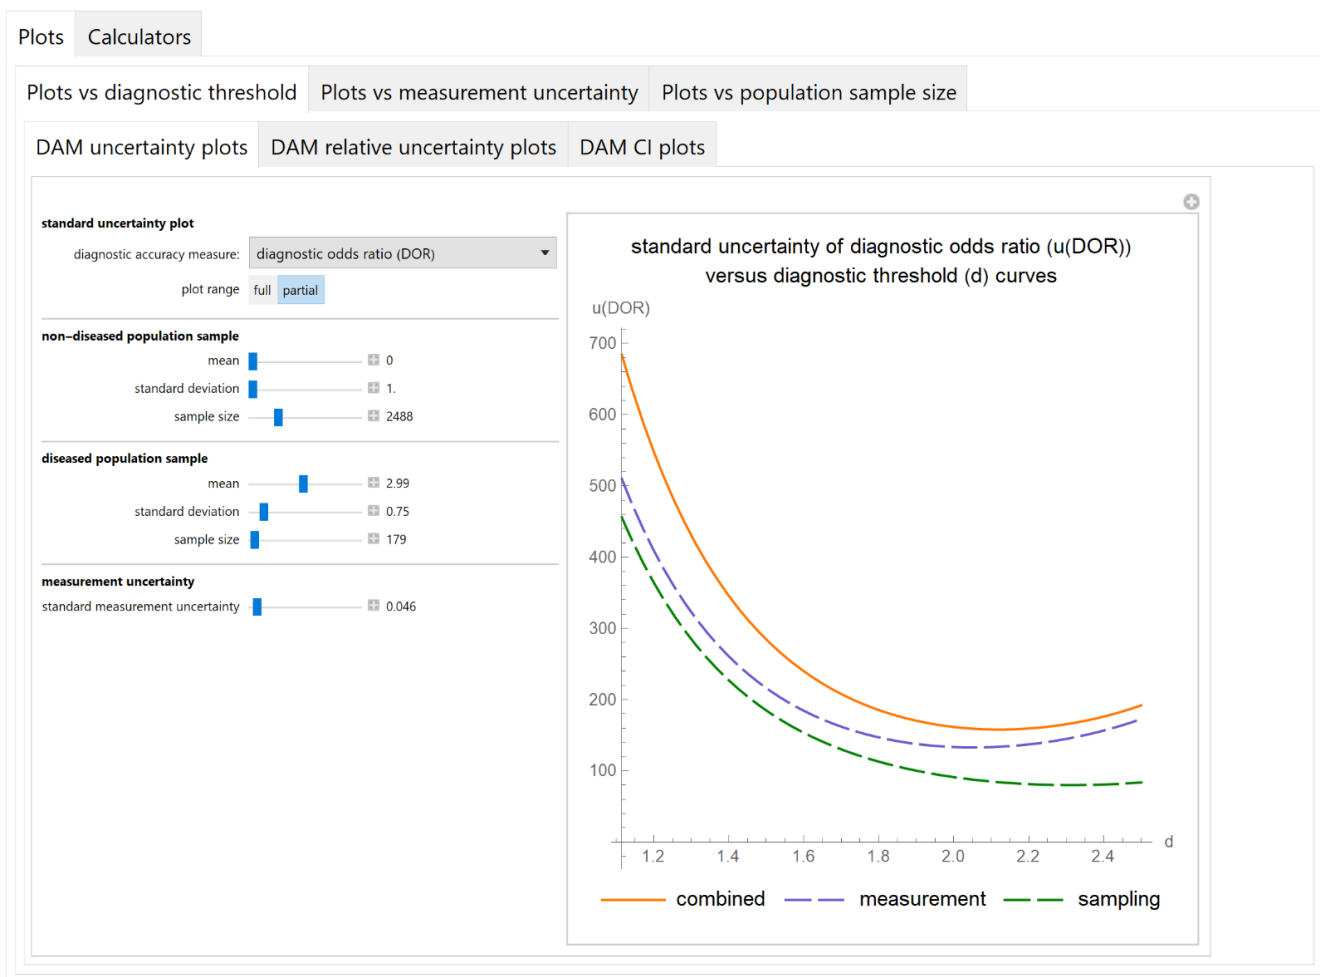 Plots Calculators
Plots vs diagnostic threshold Plots vs measurement uncertainty Plots vs population sample size
DAM uncertainty plots DAM relative uncertainty plots DAM CI plots
standard uncertainty plot
diagnostic accuracy measure: diagnostic odds ratio (DOR)
plot range full partial
non-diseased population sample
mean 0
standard deviation 1.
sample size 2488
diseased population sample
mean 2.99
standard deviation 0.75
sample size 179
measurement uncertainty
standard measurement uncertainty 0.046
standard uncertainty of diagnostic odds ratio (u(DOR))
versus diagnostic threshold (d) curves
u(DOR)
700
600
500
400
300
200
100
d
1.2 1.4 1.6 1.8 2.0 2.2 2.4
combined measurement sampling